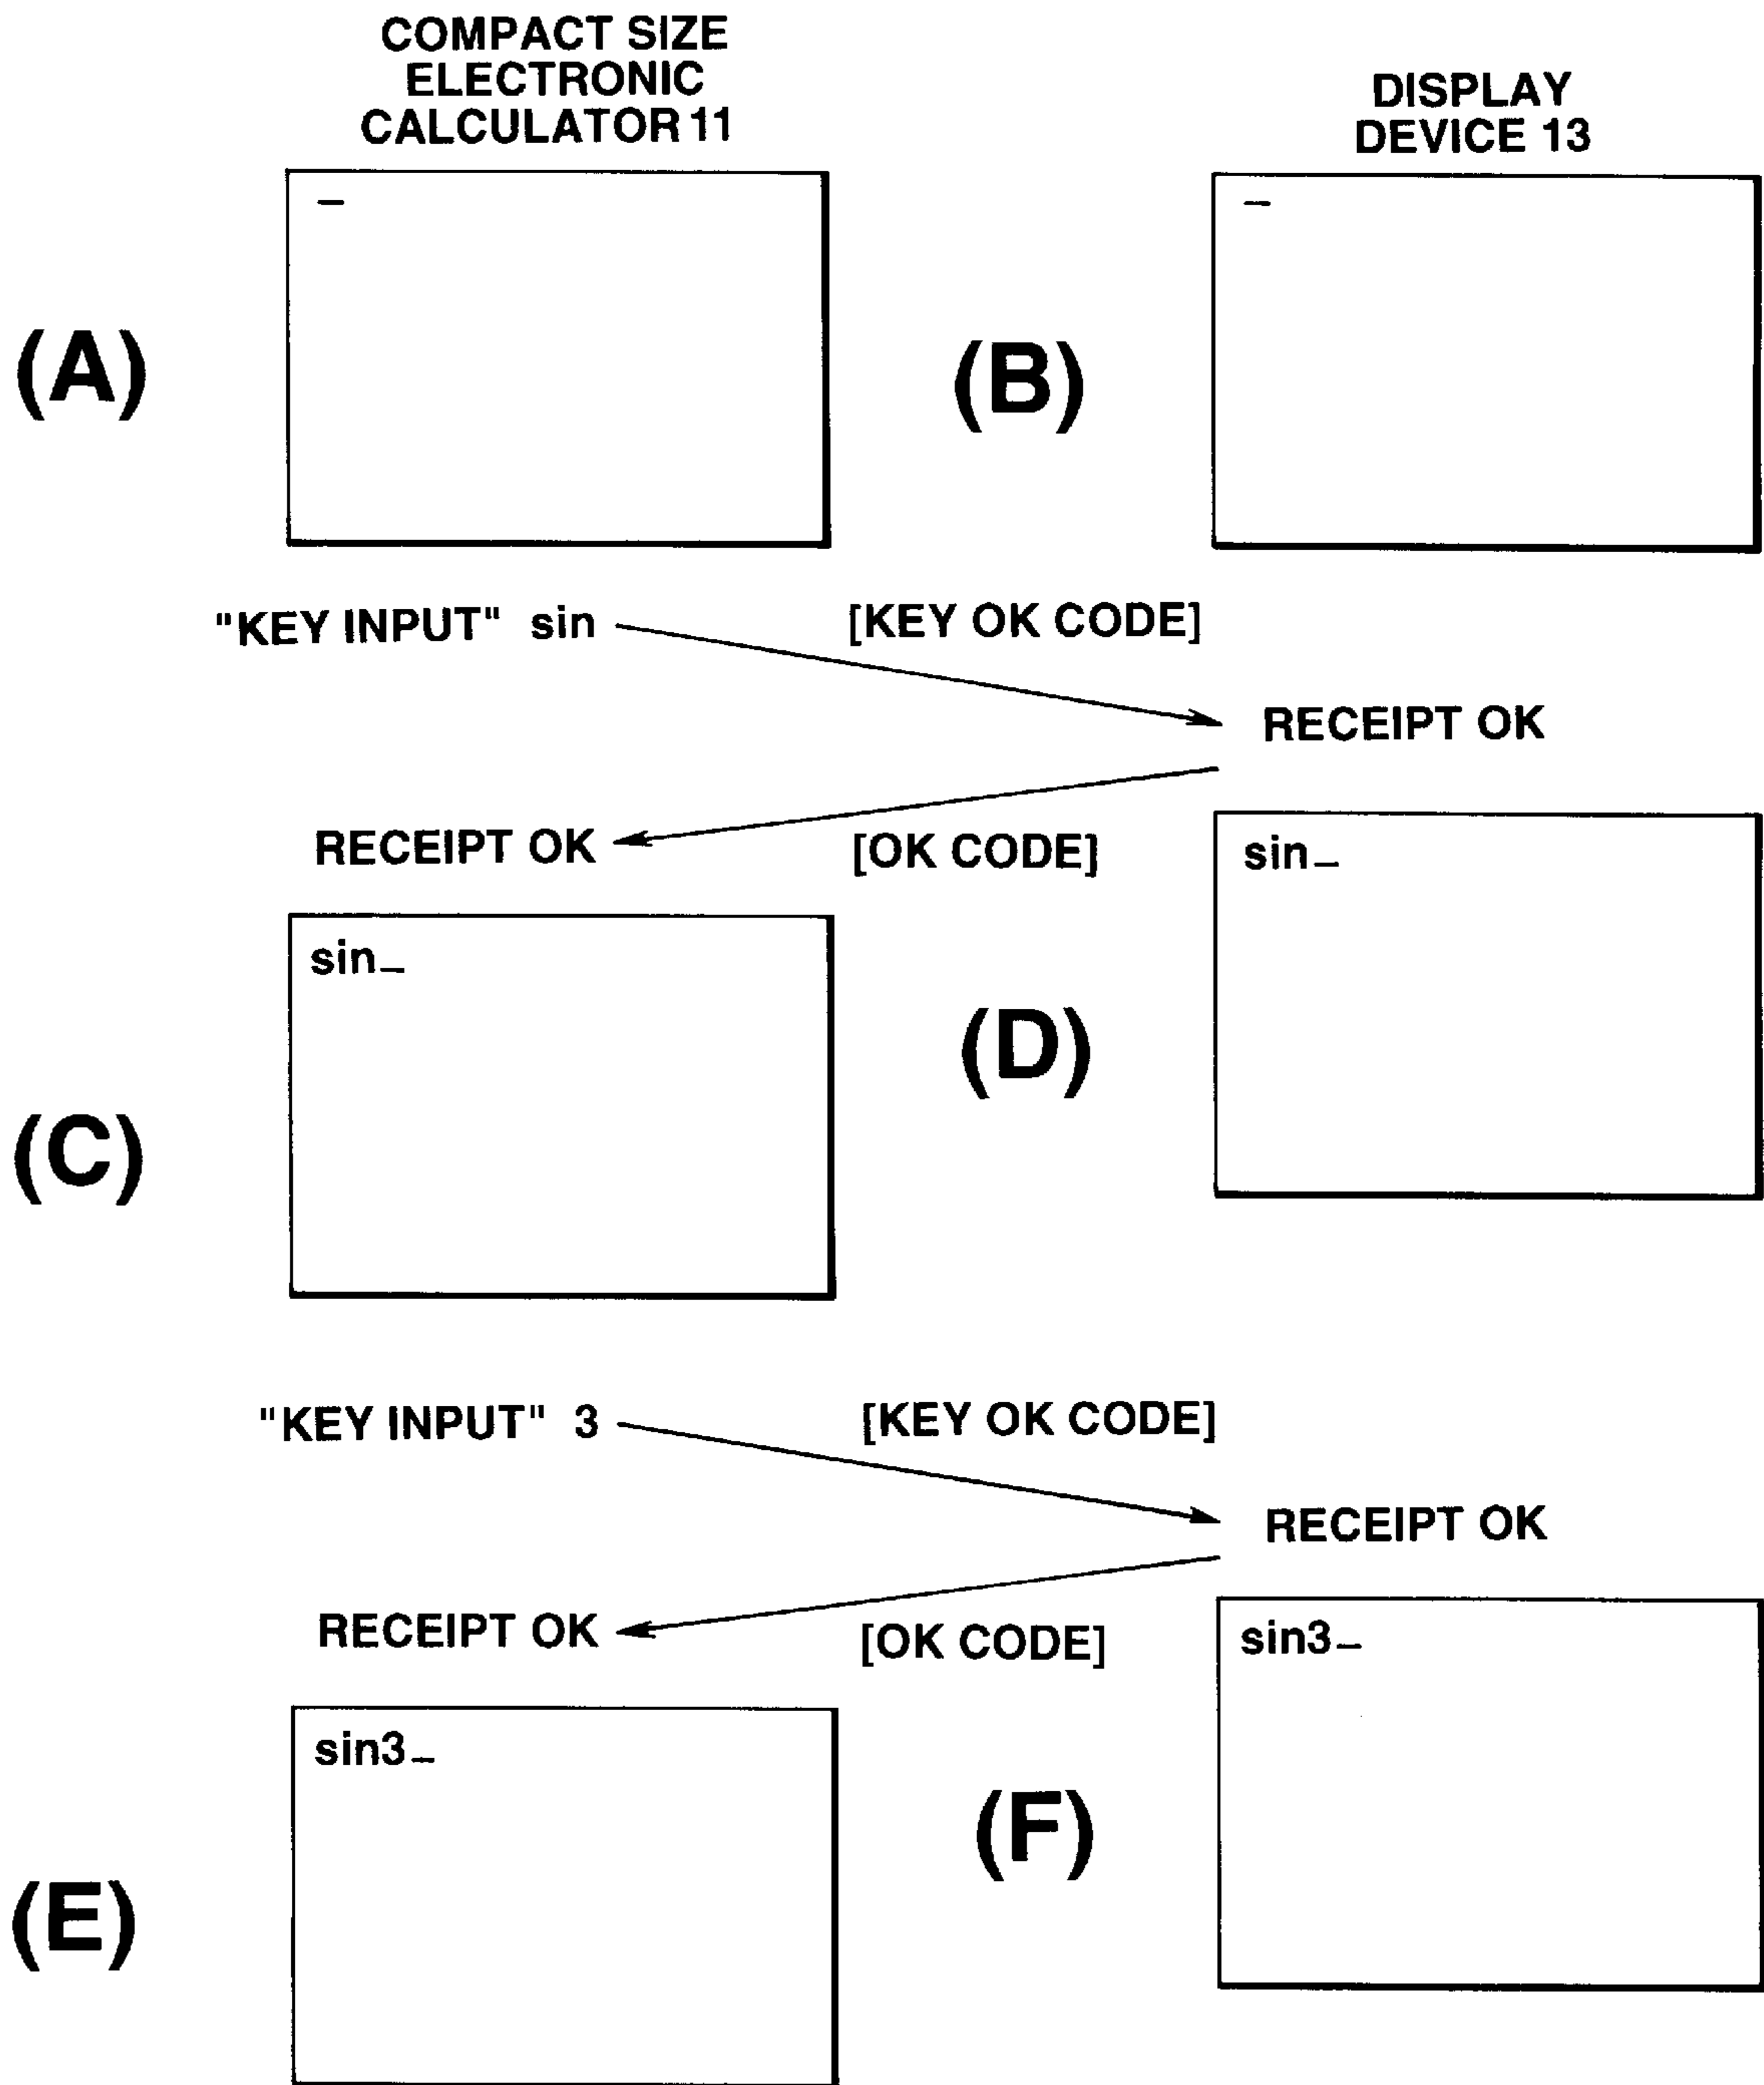 COMPACT SIZE
ELECTRONIC
CALCULATOR 11
DISPLAY
DEVICE 13
_
_
(A)
(B)
"KEY INPUT" sin
[KEY OK CODE]
RECEIPT OK
RECEIPT OK
[OK CODE]
sin_
sin_
(D)
(C)
"KEY INPUT" 3
[KEY OK CODE]
RECEIPT OK
RECEIPT OK
[OK CODE]
sin3_
sin3_
(F)
(E)